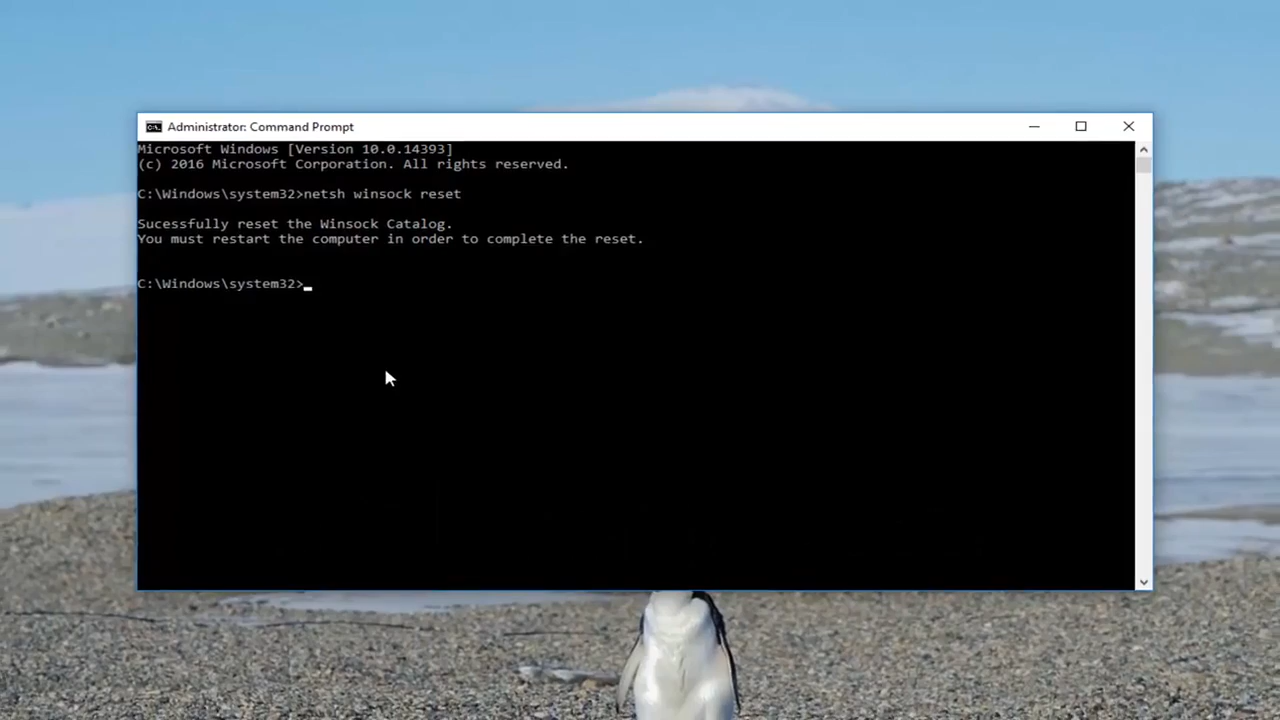 Administrator: Command Prompt
Microsoft Windows [Version 10.0.14393]
(c) 2016 Microsoft Corporation. All rights reserved.
C:\Windows\system32>netsh winsock reset
Sucessfully reset the Winsock Catalog.
You must restart the computer in order to complete the reset.
C:\Windows\system32>